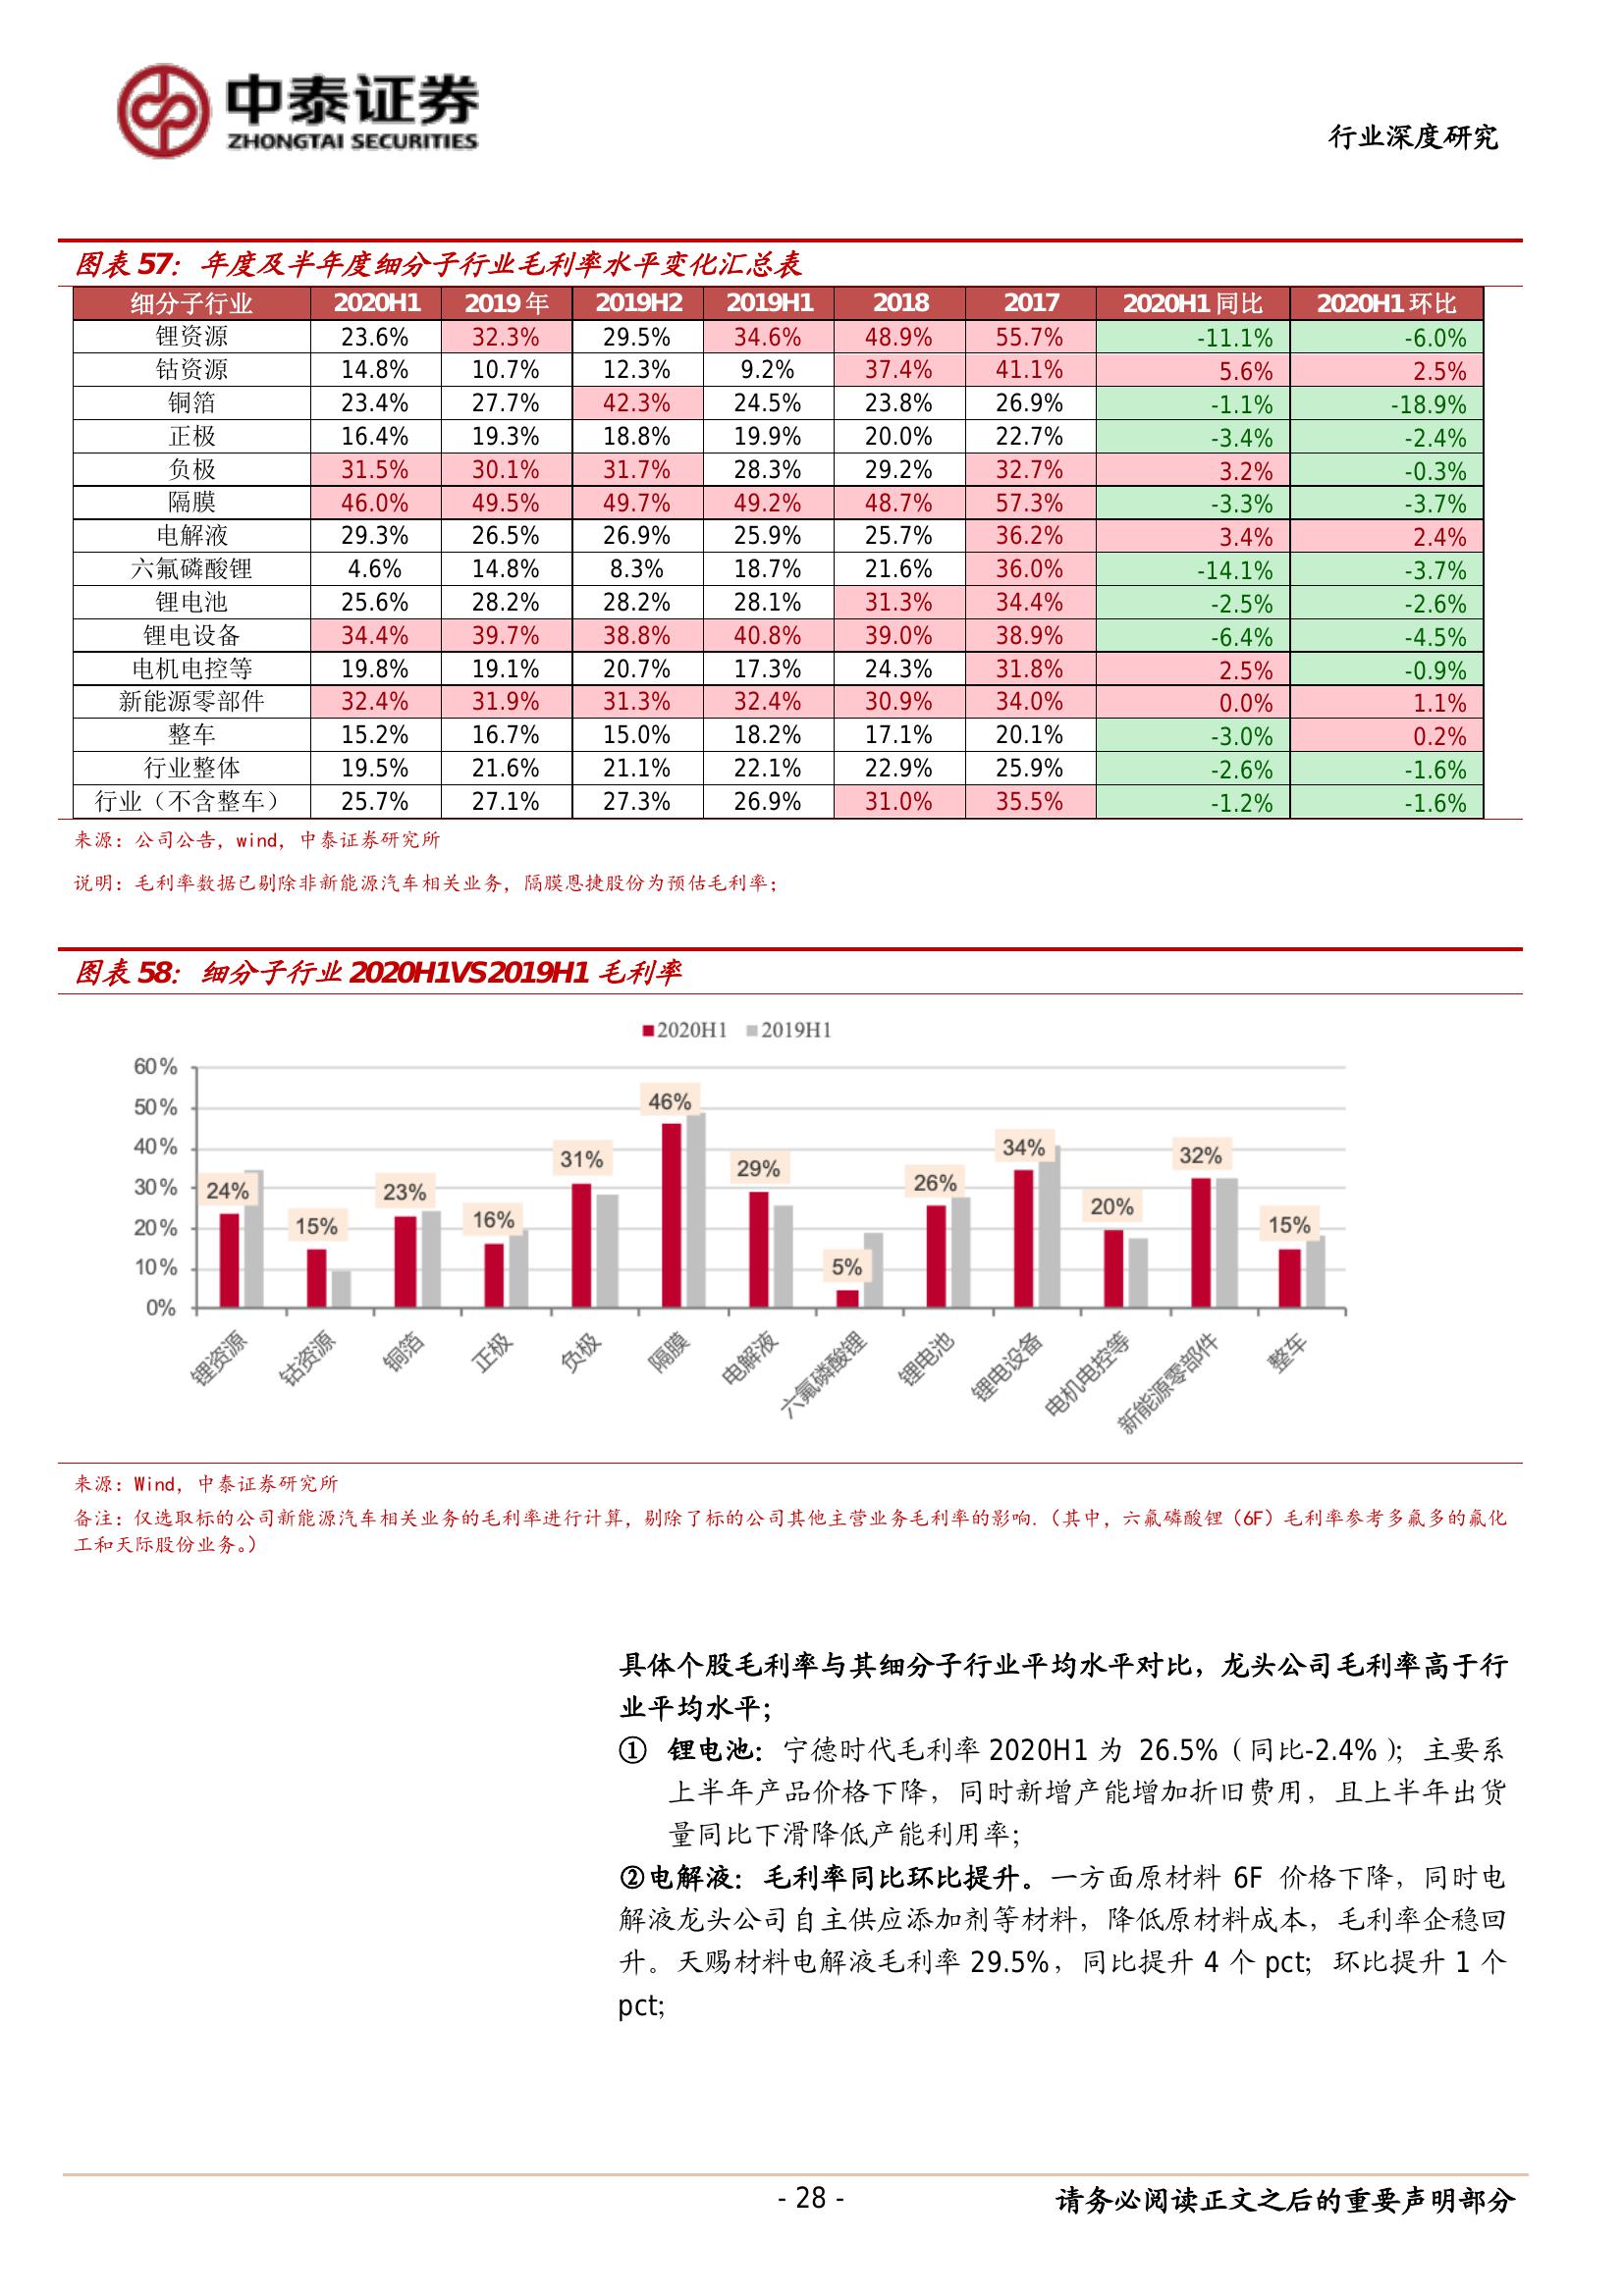 中泰证券
ZHONGTAI SECURITIES
行业深度研究
图表 57：年度及半年度细分子行业毛利率水平变化汇总表
细分子行业 2020H1 2019 年 2019H2 2019H1 2018 2017 2020H1 同比 2020H1 环比
锂资源 23.6% 32.3% 29.5% 34.6% 48.9% 55.7% -11.1% -6.0%
钴资源 14.8% 10.7% 12.3% 9.2% 37.4% 41.1% 5.6% 2.5%
铜箔 23.4% 27.7% 42.3% 24.5% 23.8% 26.9% -1.1% -18.9%
正极 16.4% 19.3% 18.8% 19.9% 20.0% 22.7% -3.4% -2.4%
负极 31.5% 30.1% 31.7% 28.3% 29.2% 32.7% 3.2% -0.3%
隔膜 46.0% 49.5% 49.7% 49.2% 48.7% 57.3% -3.3% -3.7%
电解液 29.3% 26.5% 26.9% 25.9% 25.7% 36.2% 3.4% 2.4%
六氟磷酸锂 4.6% 14.8% 8.3% 18.7% 21.6% 36.0% -14.1% -3.7%
锂电池 25.6% 28.2% 28.2% 28.1% 31.3% 34.4% -2.5% -2.6%
锂电设备 34.4% 39.7% 38.8% 40.8% 39.0% 38.9% -6.4% -4.5%
电机电控等 19.8% 19.1% 20.7% 17.3% 24.3% 31.8% 2.5% -0.9%
新能源零部件 32.4% 31.9% 31.3% 32.4% 30.9% 34.0% 0.0% 1.1%
整车 15.2% 16.7% 15.0% 18.2% 17.1% 20.1% -3.0% 0.2%
行业整体 19.5% 21.6% 21.1% 22.1% 22.9% 25.9% -2.6% -1.6%
行业（不含整车） 25.7% 27.1% 27.3% 26.9% 31.0% 35.5% -1.2% -1.6%
来源：公司公告，wind，中泰证券研究所
说明：毛利率数据已剔除非新能源汽车相关业务，隔膜恩捷股份为预估毛利率；
图表 58：细分子行业 2020H1VS2019H1 毛利率
2020H1 2019H1
60%
50%
40%
30%
20%
10%
0%
24% 15% 23% 16% 31% 46% 29% 5% 26% 34% 20% 32% 15%
锂资源 钴资源 铜箔 正极 负极 隔膜 电解液 六氟磷酸锂 锂电池 锂电设备 电机电控等 新能源零部件 整车
来源：Wind，中泰证券研究所
备注：仅选取标的公司新能源汽车相关业务的毛利率进行计算，剔除了标的公司其他主营业务毛利率的影响.（其中，六氟磷酸锂（6F）毛利率参考多氟多的氟化
工和天际股份业务。）
具体个股毛利率与其细分子行业平均水平对比，龙头公司毛利率高于行
业平均水平；
① 锂电池：宁德时代毛利率 2020H1 为 26.5%（同比-2.4%）；主要系
上半年产品价格下降，同时新增产能增加折旧费用，且上半年出货
量同比下滑降低产能利用率；
②电解液：毛利率同比环比提升。一方面原材料 6F 价格下降，同时电
解液龙头公司自主供应添加剂等材料，降低原材料成本，毛利率企稳回
升。天赐材料电解液毛利率 29.5%，同比提升 4 个 pct；环比提升 1 个
pct；
- 28 -
请务必阅读正文之后的重要声明部分